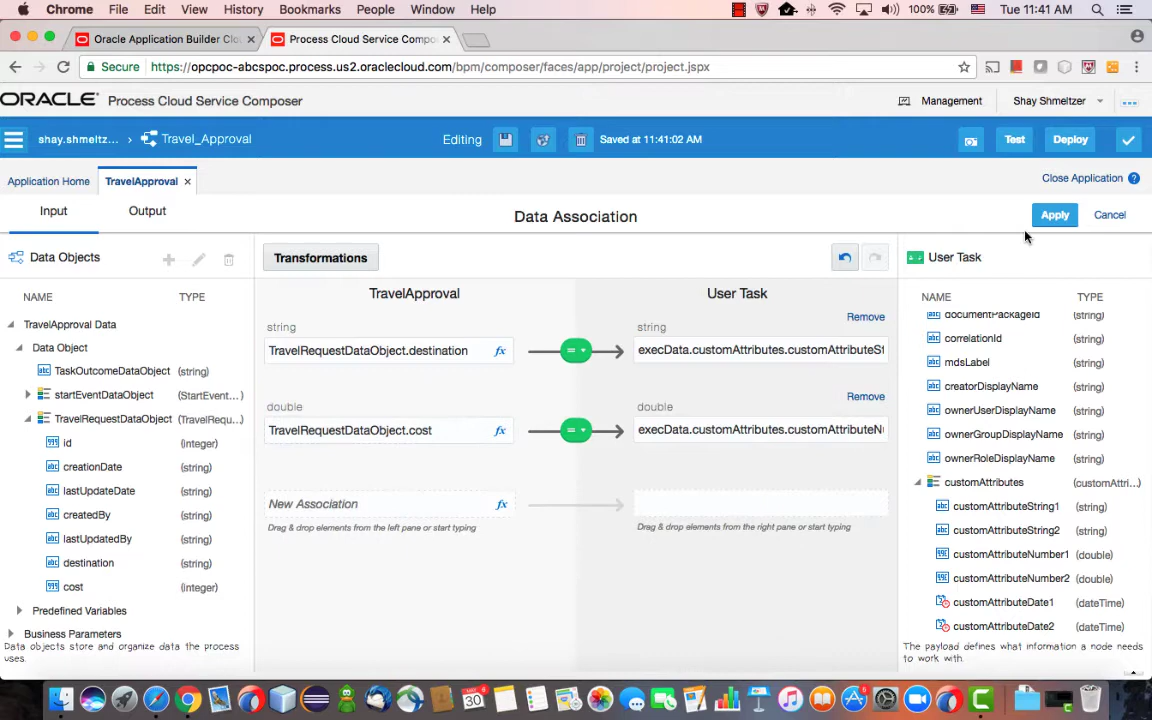 Chrome File Edit View History Bookmarks People Window Help 100% Tue 11:41 AM
Oracle Application Builder Clo Process Cloud Service Compo
Secure https://opcpoc-abcspoc.process.us2.oraclecloud.com/bpm/composer/faces/app/project/project.jspx
ORACLE Process Cloud Service Composer Management Shay Shmeltzer
shay.shmeltz... Travel_Approval Editing Saved at 11:41:02 AM Test Deploy
Application Home TravelApproval Close Application ?
Input Output Data Association Apply Cancel
Data Objects Transformations User Task
NAME TYPE TravelApproval User Task NAME TYPE
documentPackageId (string)
TravelApproval Data string string Remove correlationId (string)
Data Object TravelRequestDataObject.destination fx = execData.customAttributes.customAttributeSt mdsLabel (string)
abc TaskOutcomeDataObject (string) creatorDisplayName (string)
startEventDataObject (StartEvent...) double double Remove ownerUserDisplayName (string)
TravelRequestDataObject (TravelRequ...) TravelRequestDataObject.cost fx = execData.customAttributes.customAttributeNu ownerGroupDisplayName (string)
id (integer) ownerRoleDisplayName (string)
creationDate (string) customAttributes (customAttri...)
lastUpdateDate (string) New Association fx customAttributeString1 (string)
createdBy (string) Drag & drop elements from the left pane or start typing Drag & drop elements from the right pane or start typing customAttributeString2 (string)
lastUpdatedBy (string) customAttributeNumber1 (double)
destination (string) customAttributeNumber2 (double)
cost (integer) customAttributeDate1 (dateTime)
Predefined Variables customAttributeDate2 (dateTime)
Business Parameters
Data objects store and organize data the process The payload defines what information a node needs
uses. to work with.
30